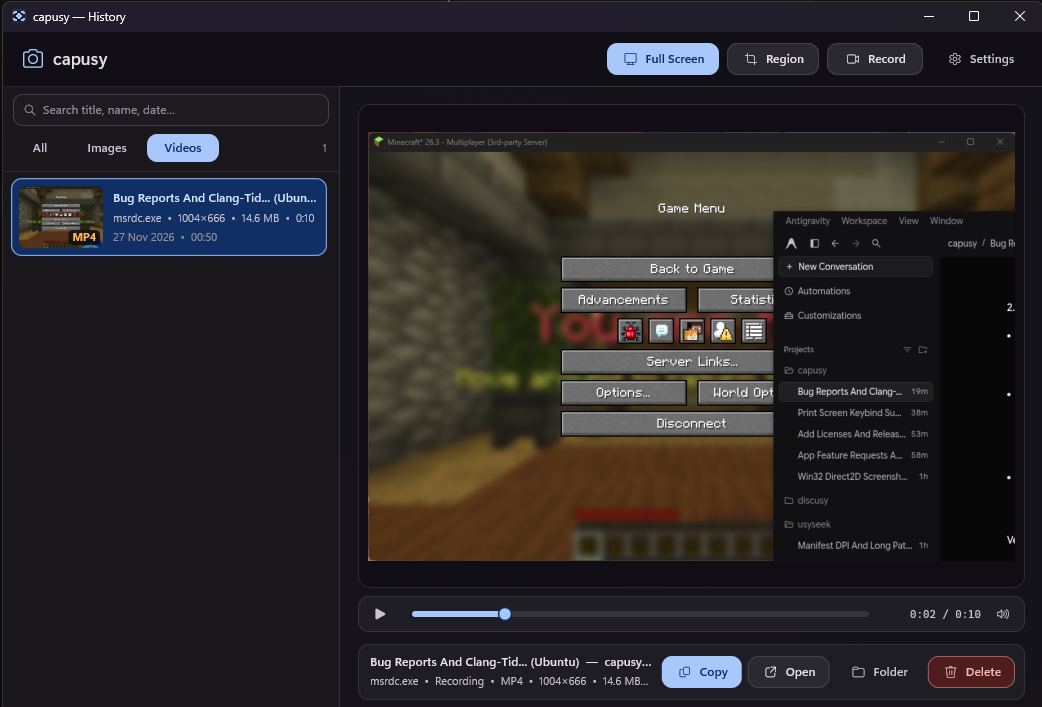 capusy — History
capusy
Full Screen
Region
Record
Settings
Search title, name, date...
All
Images
Videos
1
MP4
Bug Reports And Clang-Tid... (Ubun...
msrdc.exe • 1004×666 • 14.6 MB • 0:10
27 Nov 2026 • 00:50
Minecraft* 26.3 - Multiplayer (3rd-party Server)
Game Menu
Back to Game
Advancements
Statisti
Server Links...
Options...
World Opt
Disconnect
Antigravity Workspace View Window
capusy / Bug R
+ New Conversation
Automations
Customizations
Projects
capusy
Bug Reports And Clang-... 19m
Print Screen Keybind Su... 38m
Add Licenses And Releas... 53m
App Feature Requests A... 58m
Win32 Direct2D Screensh... 1h
discusy
usyseek
Manifest DPI And Long Pat... 1h
2.
Ve
0:02 / 0:10
Bug Reports And Clang-Tid... (Ubuntu) — capusy...
msrdc.exe • Recording • MP4 • 1004×666 • 14.6 MB...
Copy
Open
Folder
Delete